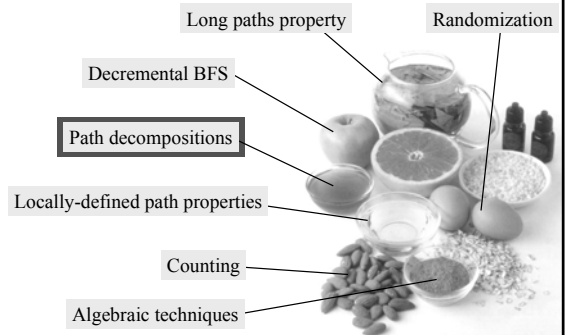 Long paths property
Randomization
Decremental BFS
Path decompositions
Locally-defined path properties
Counting
Algebraic techniques